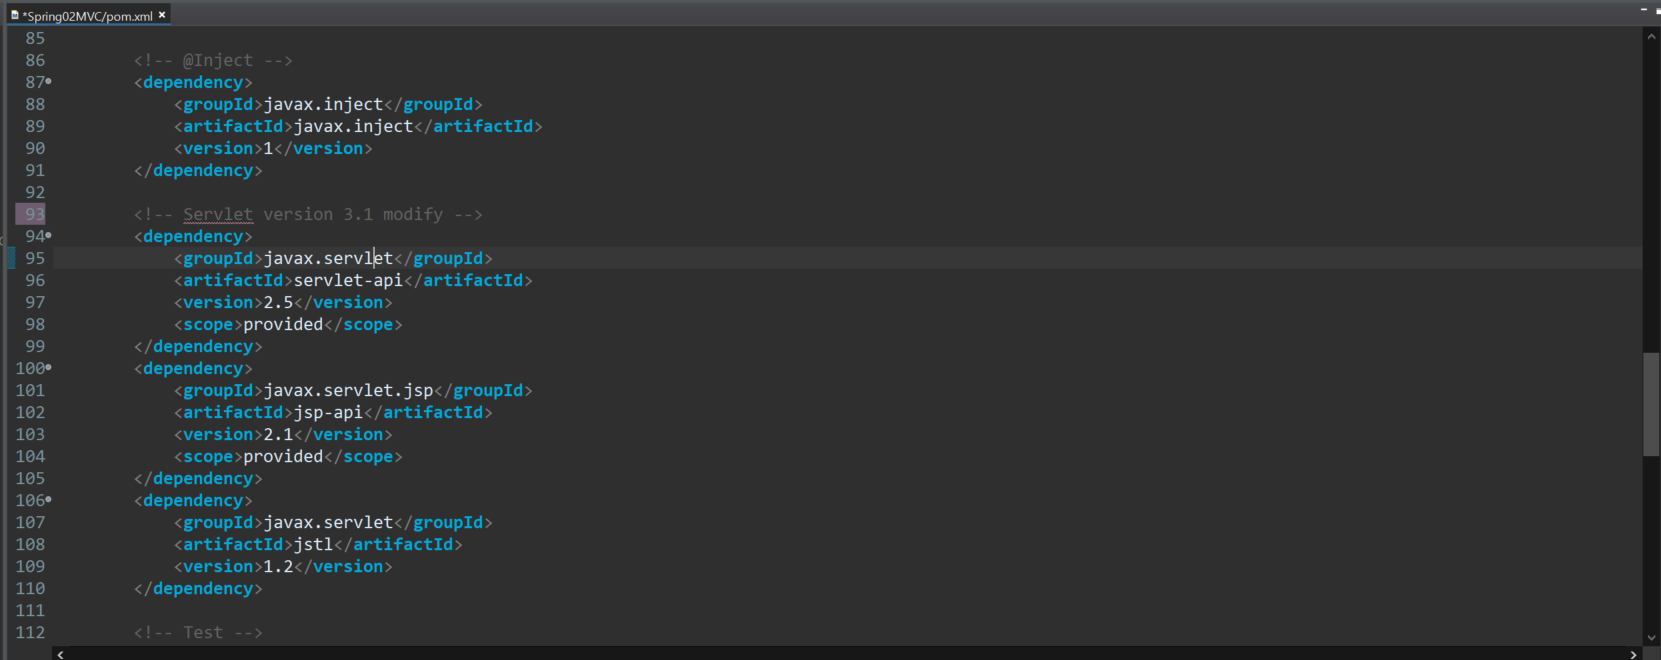 *Spring02MVC/pom.xml
85
86 <!-- @Inject -->
87 <dependency>
88 <groupId>javax.inject</groupId>
89 <artifactId>javax.inject</artifactId>
90 <version>1</version>
91 </dependency>
92
93 <!-- Servlet version 3.1 modify -->
94 <dependency>
95 <groupId>javax.servlet</groupId>
96 <artifactId>servlet-api</artifactId>
97 <version>2.5</version>
98 <scope>provided</scope>
99 </dependency>
100 <dependency>
101 <groupId>javax.servlet.jsp</groupId>
102 <artifactId>jsp-api</artifactId>
103 <version>2.1</version>
104 <scope>provided</scope>
105 </dependency>
106 <dependency>
107 <groupId>javax.servlet</groupId>
108 <artifactId>jstl</artifactId>
109 <version>1.2</version>
110 </dependency>
111
112 <!-- Test -->